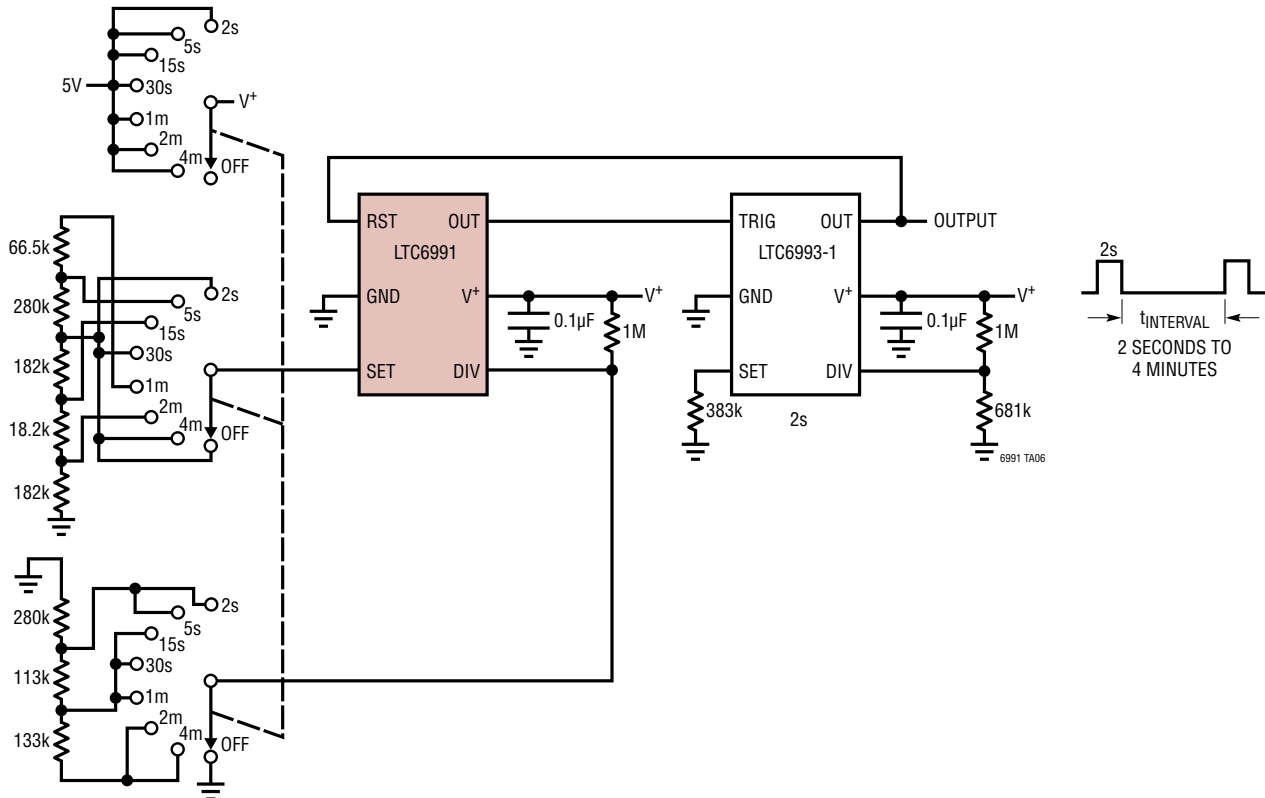 2s
5s
15s
5V
30s
V+
1m
2m
4m
OFF
66.5k
280k
182k
18.2k
182k
2s
5s
15s
30s
1m
2m
4m
OFF
280k
113k
133k
2s
5s
15s
30s
1m
2m
4m
OFF
RST
OUT
LTC6991
GND
V+
SET
DIV
0.1µF
V+
1M
TRIG
OUT
LTC6993-1
GND
V+
SET
DIV
2s
383k
OUTPUT
0.1µF
V+
1M
681k
6991 TA06
2s
tINTERVAL
2 SECONDS TO
4 MINUTES